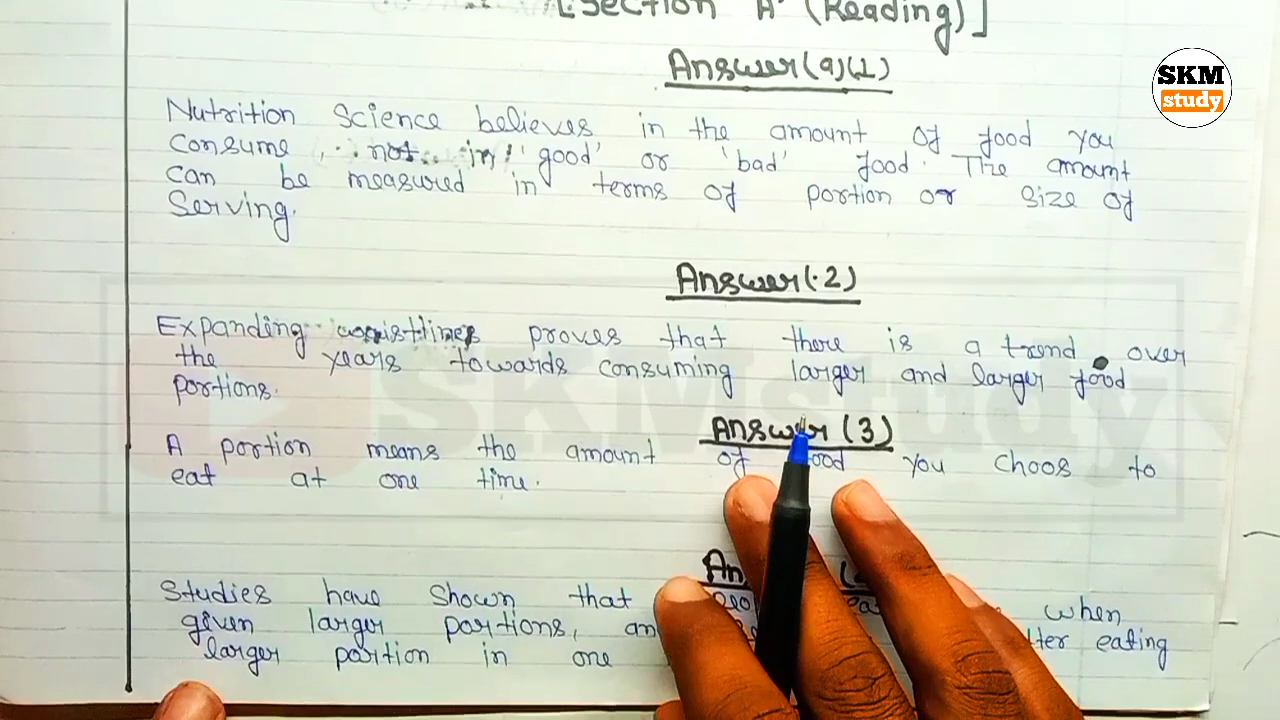 [Section 'A' (Reading)]
Answer (a)(1)
SKM
study
Nutrition Science believes in the amount of food you
consume, not in 'good' or 'bad' food. The amount
can be measured in terms of portion or size of
Serving.
Answer (2)
Expanding waistlines proves that there is a trend over
the years towards consuming larger and larger food
portions.
SKMstudy
Answer (3)
A portion means the amount of food you choos to
eat at one time.
Studies have shown that when
given larger portions, eating
larger portion in one